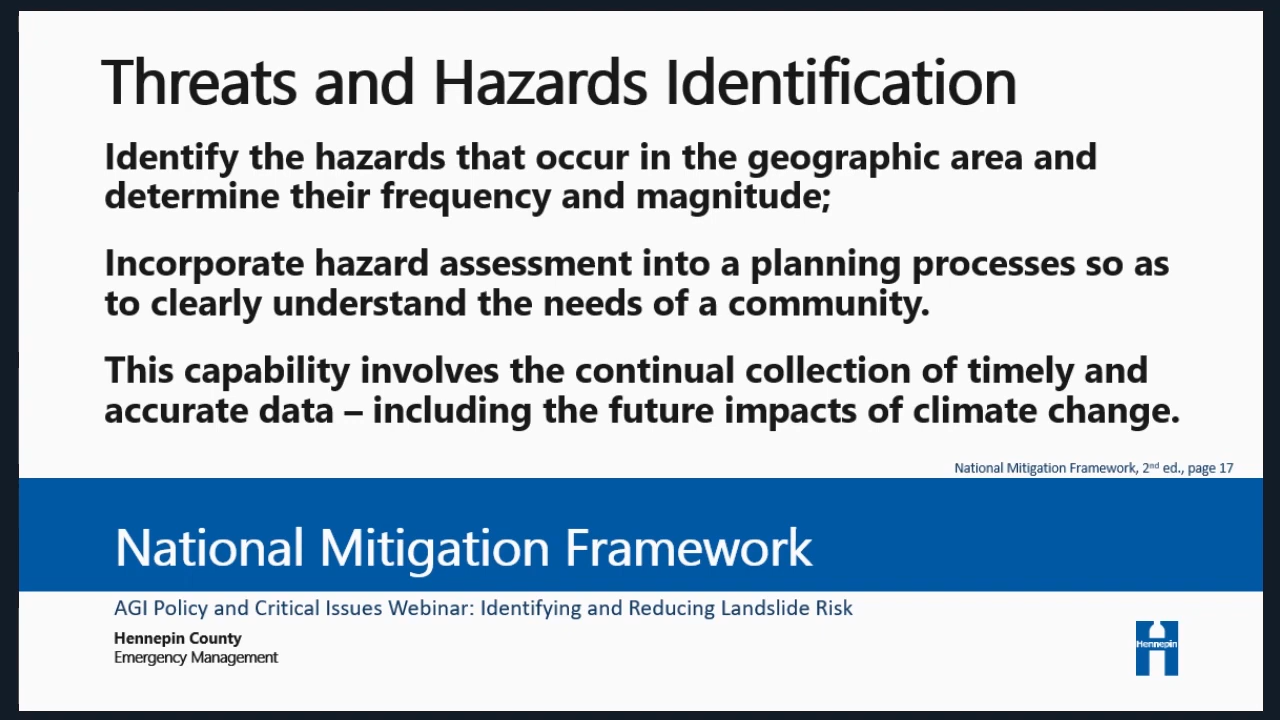 Threats and Hazards Identification
Identify the hazards that occur in the geographic area and
determine their frequency and magnitude;
Incorporate hazard assessment into a planning processes so as
to clearly understand the needs of a community.
This capability involves the continual collection of timely and
accurate data – including the future impacts of climate change.
National Mitigation Framework, 2nd ed., page 17
National Mitigation Framework
AGI Policy and Critical Issues Webinar: Identifying and Reducing Landslide Risk
Hennepin County
Emergency Management
Hennepin